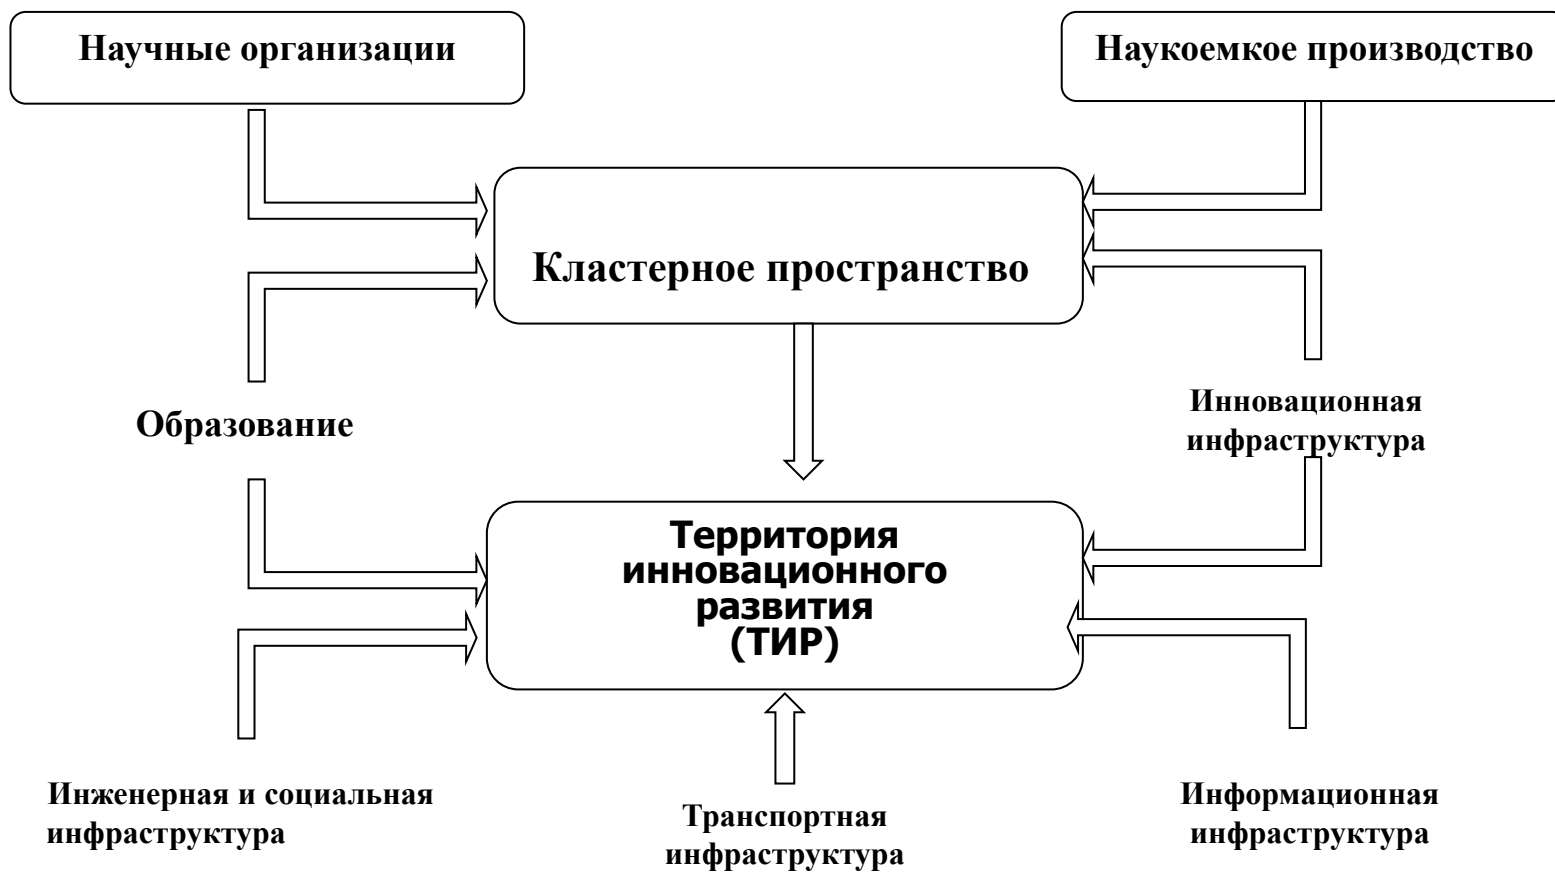 Научные организации
Наукоемкое производство
Кластерное пространство
Образование
Инновационная
инфраструктура
Территория
инновационного
развития
(ТИР)
Инженерная и социальная
инфраструктура
Транспортная
инфраструктура
Информационная
инфраструктура